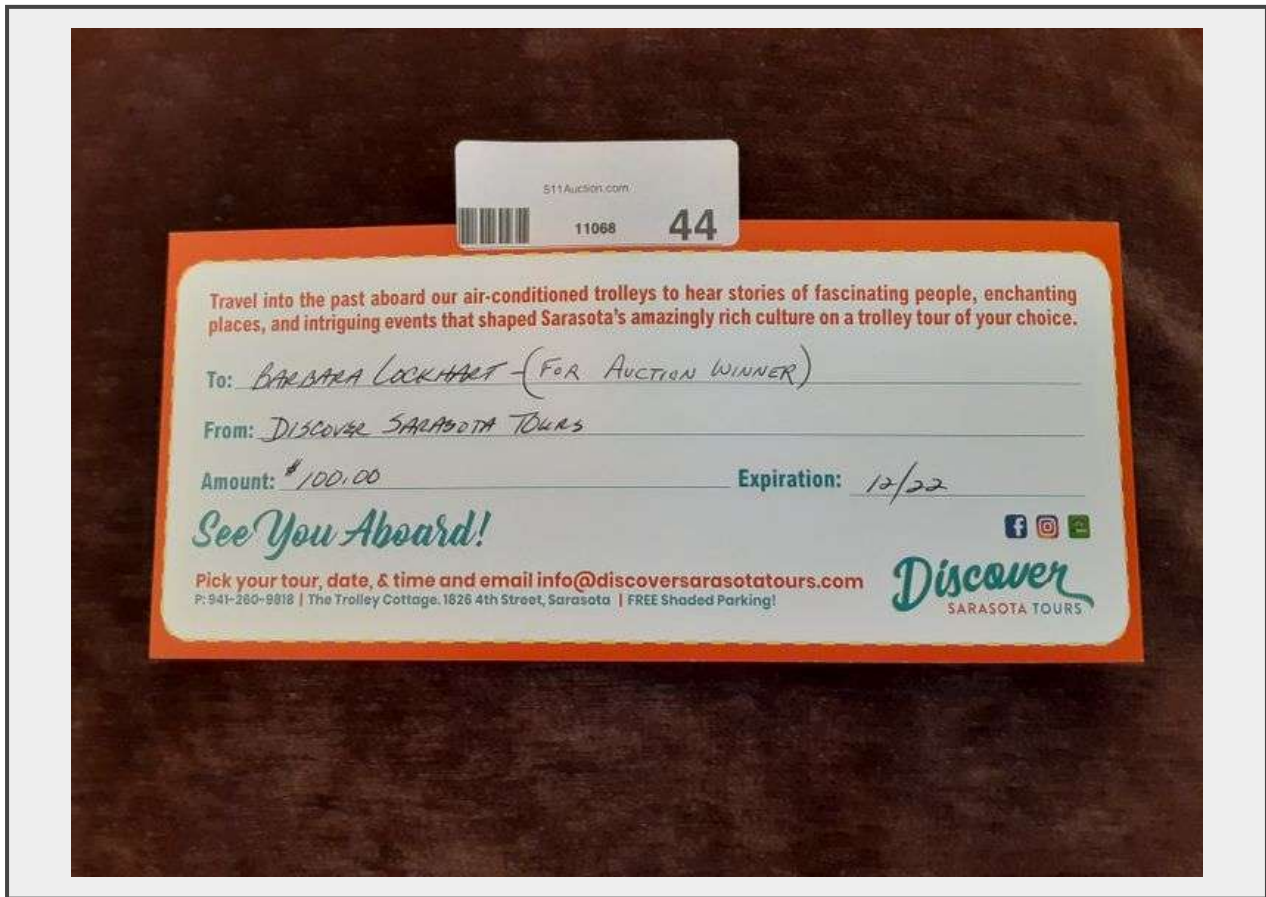 511Auction.com
11068 44
Travel into the past aboard our air-conditioned trolleys to hear stories of fascinating people, enchanting
places, and intriguing events that shaped Sarasota's amazingly rich culture on a trolley tour of your choice.
To: BARBARA LOCKHART - (FOR AUCTION WINNER)
From: DISCOVER SARASOTA TOURS
Amount: $100.00 Expiration: 12/22
See You Aboard!
Pick your tour, date, & time and email info@discoversarasotatours.com
P: 941-260-9818 | The Trolley Cottage. 1826 4th Street, Sarasota | FREE Shaded Parking!
Discover
SARASOTA TOURS